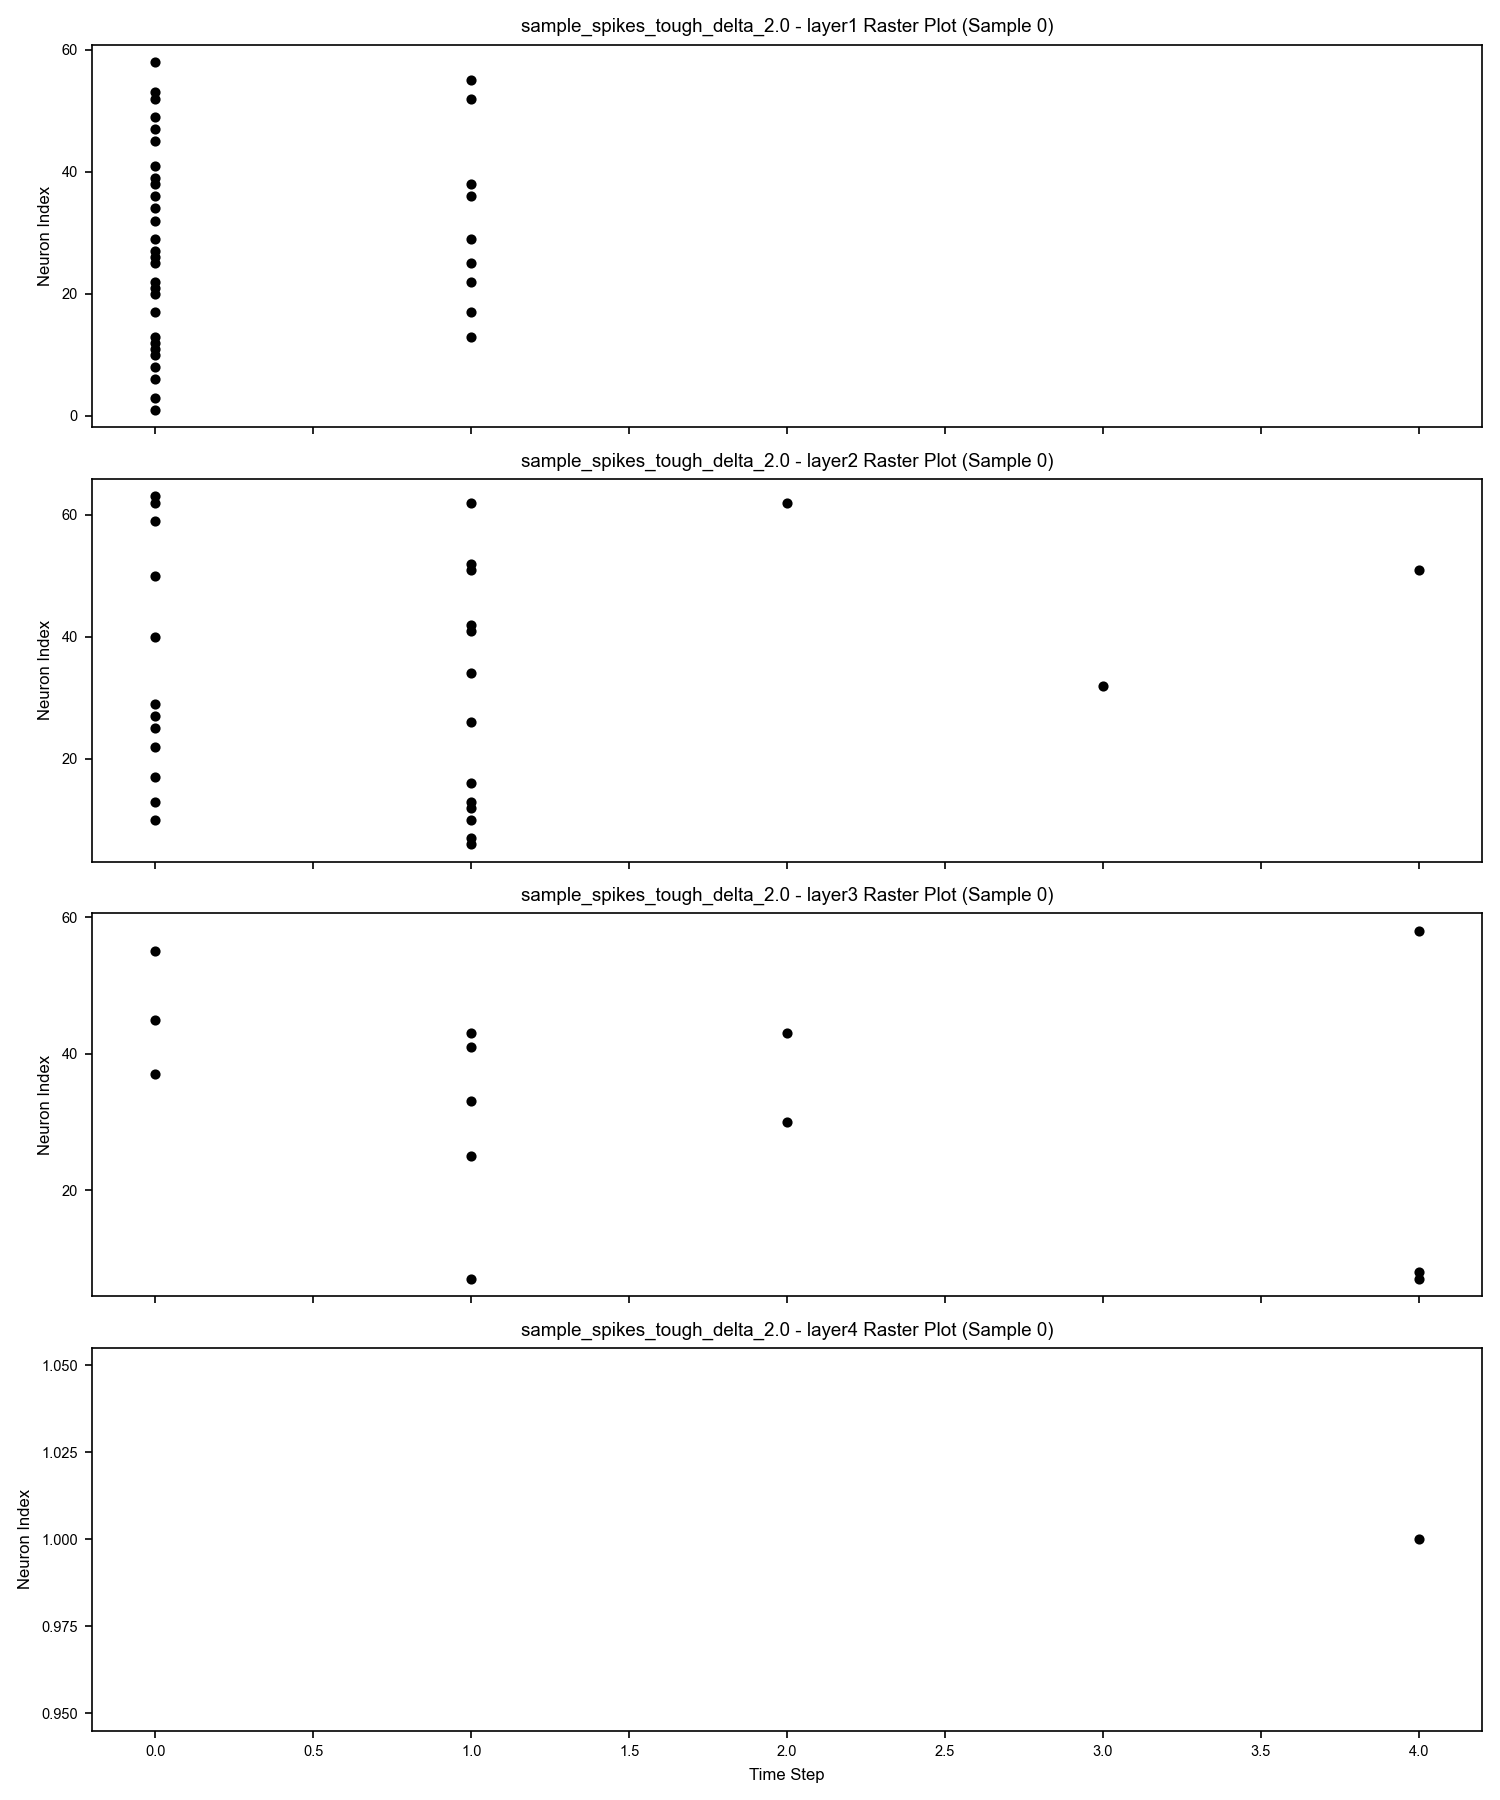 sample_spikes_tough_delta_2.0 - layer1 Raster Plot (Sample 0)
60
40
20
0
Neuron Index
sample_spikes_tough_delta_2.0 - layer2 Raster Plot (Sample 0)
60
40
20
Neuron Index
sample_spikes_tough_delta_2.0 - layer3 Raster Plot (Sample 0)
60
40
20
Neuron Index
sample_spikes_tough_delta_2.0 - layer4 Raster Plot (Sample 0)
1.050
1.025
1.000
0.975
0.950
Neuron Index
0.0 0.5 1.0 1.5 2.0 2.5 3.0 3.5 4.0
Time Step